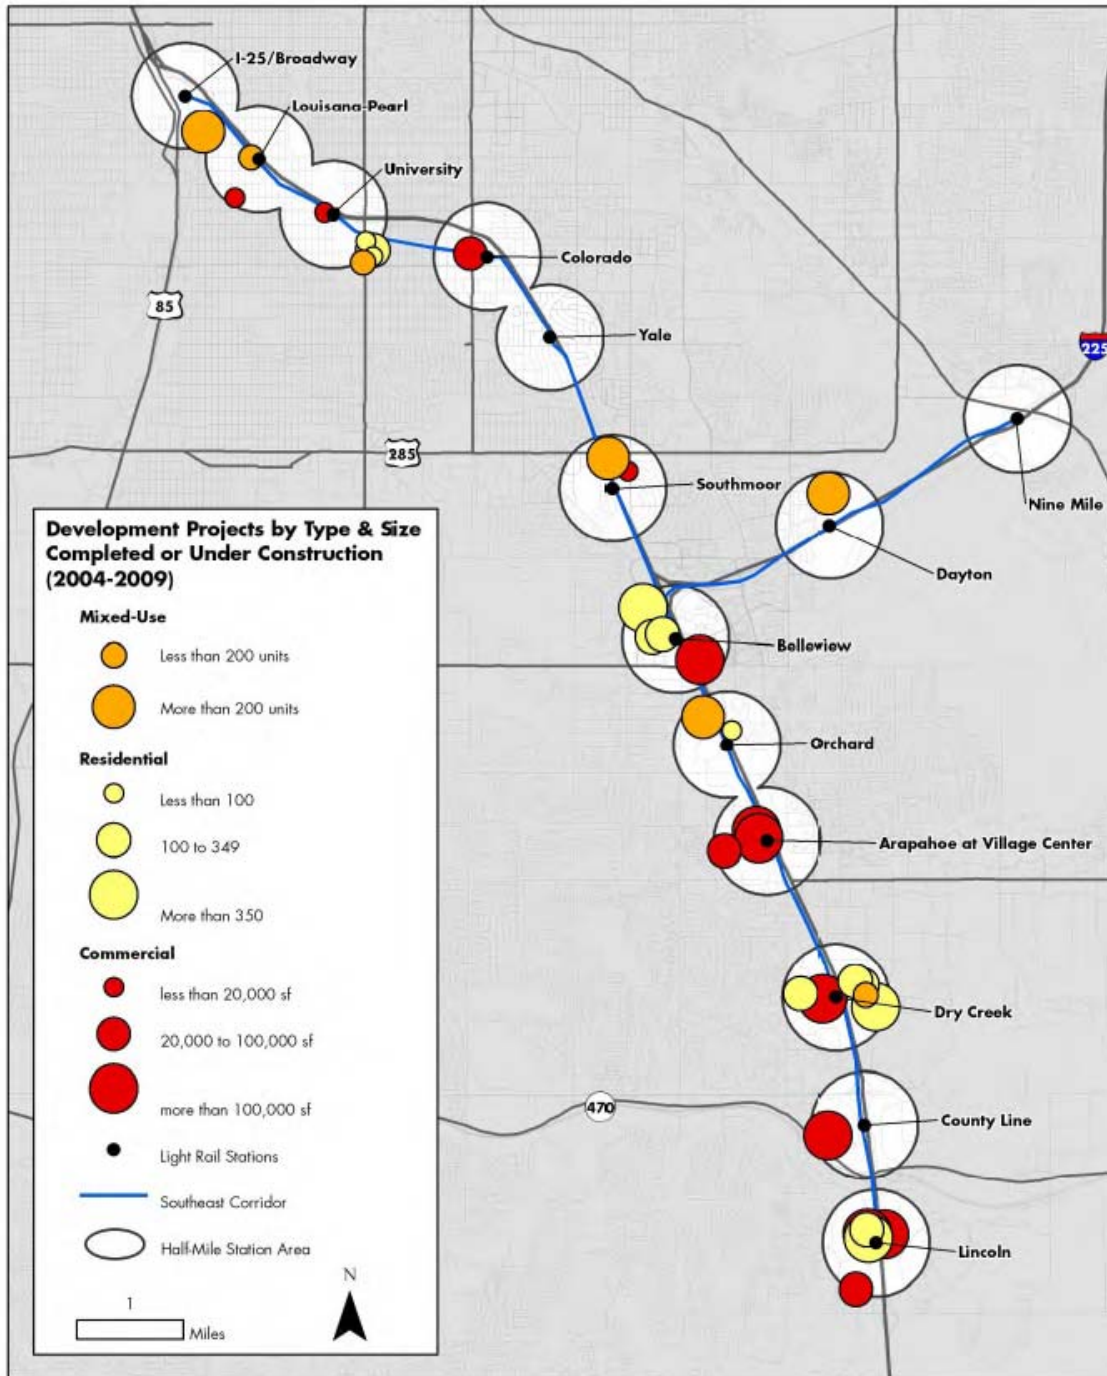 I-25/Broadway
Louisana-Pearl
University
Colorado
85
Yale
225
285
Southmoor
Nine Mile
Dayton
Belleview
Orchard
Arapahoe at Village Center
Dry Creek
470
County Line
Lincoln
Development Projects by Type & Size
Completed or Under Construction
(2004-2009)
Mixed-Use
Less than 200 units
More than 200 units
Residential
Less than 100
100 to 349
More than 350
Commercial
less than 20,000 sf
20,000 to 100,000 sf
more than 100,000 sf
Light Rail Stations
Southeast Corridor
Half-Mile Station Area
N
1
Miles